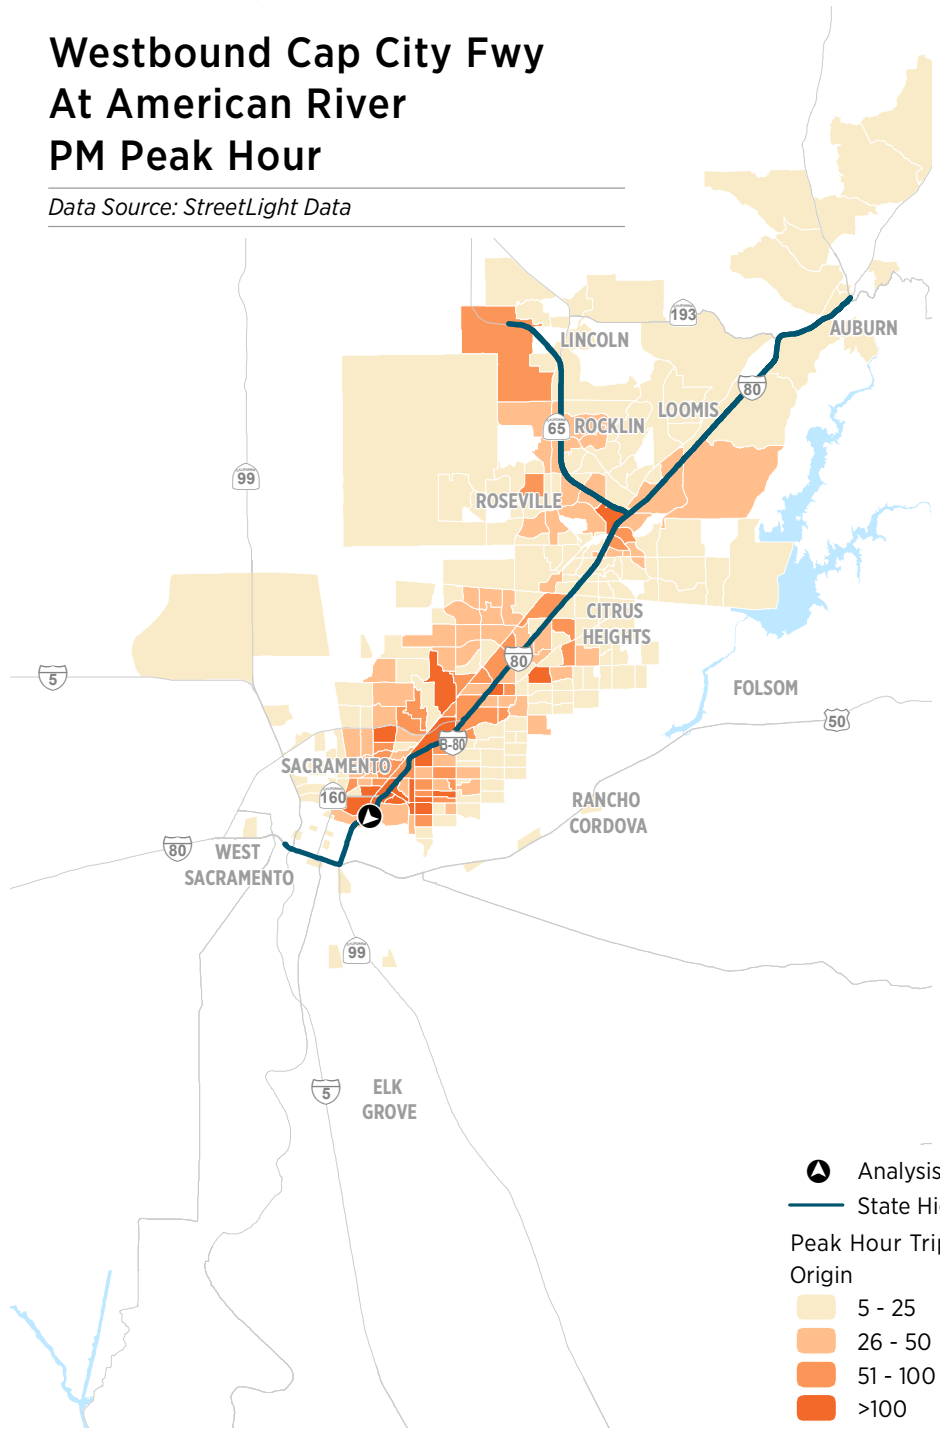 Westbound Cap City Fwy
At American River
PM Peak Hour
Data Source: StreetLight Data
193
AUBURN
LINCOLN
80
LOOMIS
65
ROCKLIN
99
ROSEVILLE
CITRUS
HEIGHTS
80
5
FOLSOM
50
B-80
SACRAMENTO
160
RANCHO
CORDOVA
80
WEST
SACRAMENTO
99
5
ELK
GROVE
Analysis
State Hi
Peak Hour Trip
Origin
5 - 25
26 - 50
51 - 100
>100